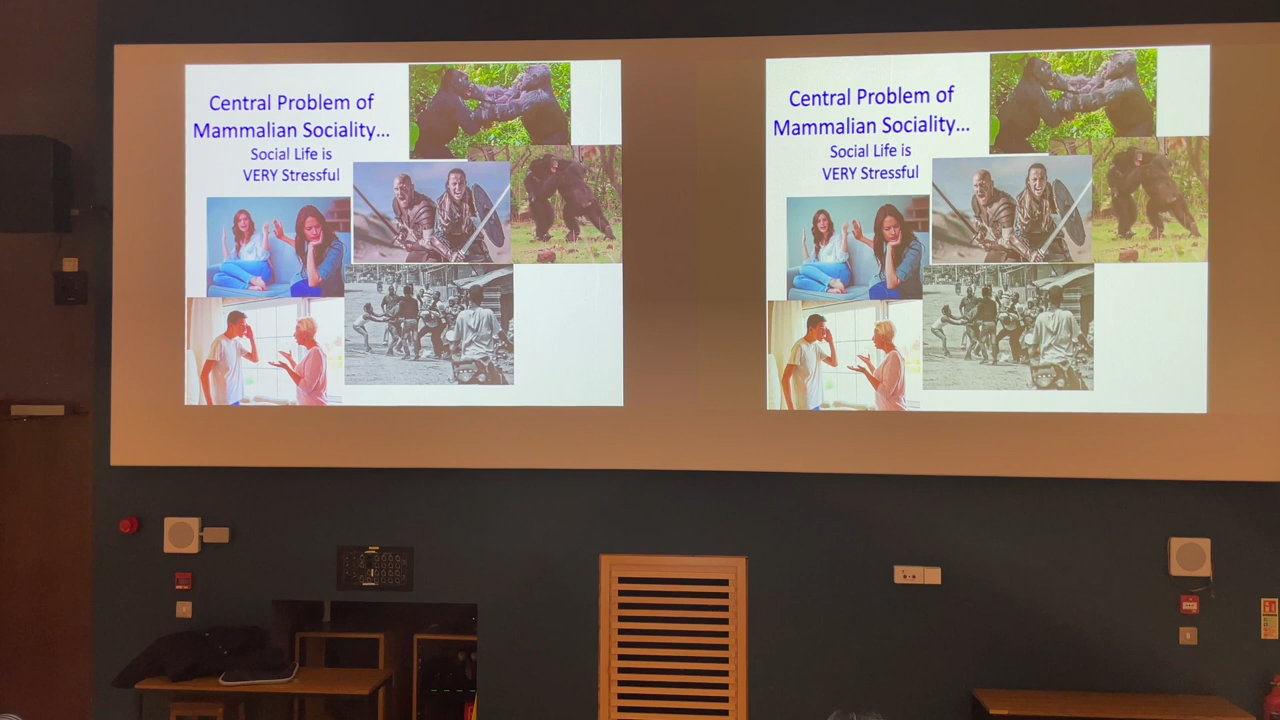 Central Problem of
Mammalian Sociality...
Social Life is
VERY Stressful
Central Problem of
Mammalian Sociality...
Social Life is
VERY Stressful